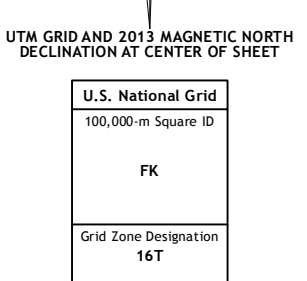 UTM GRID AND 2013 MAGNETIC NORTH
DECLINATION AT CENTER OF SHEET
U.S. National Grid
100,000-m Square ID
FK
Grid Zone Designation
16T